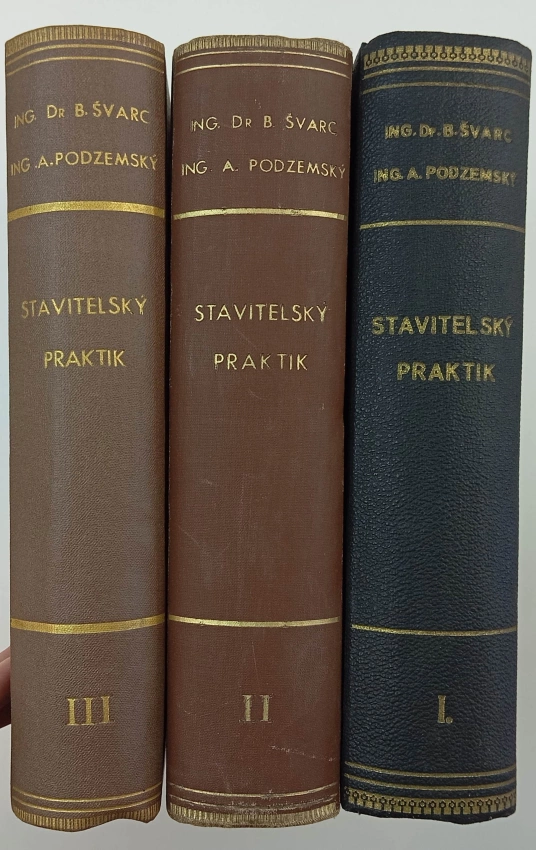 ING. Dr B. ŠVARC
ING. A. PODZEMSKÝ
STAVITELSKÝ
PRAKTIK
III
ING. Dr B. ŠVARC
ING. A. PODZEMSKÝ
STAVITELSKÝ
PRAKTIK
II
ING. Dr. B. ŠVARC
ING. A. PODZEMSKÝ
STAVITELSKÝ
PRAKTIK
I.